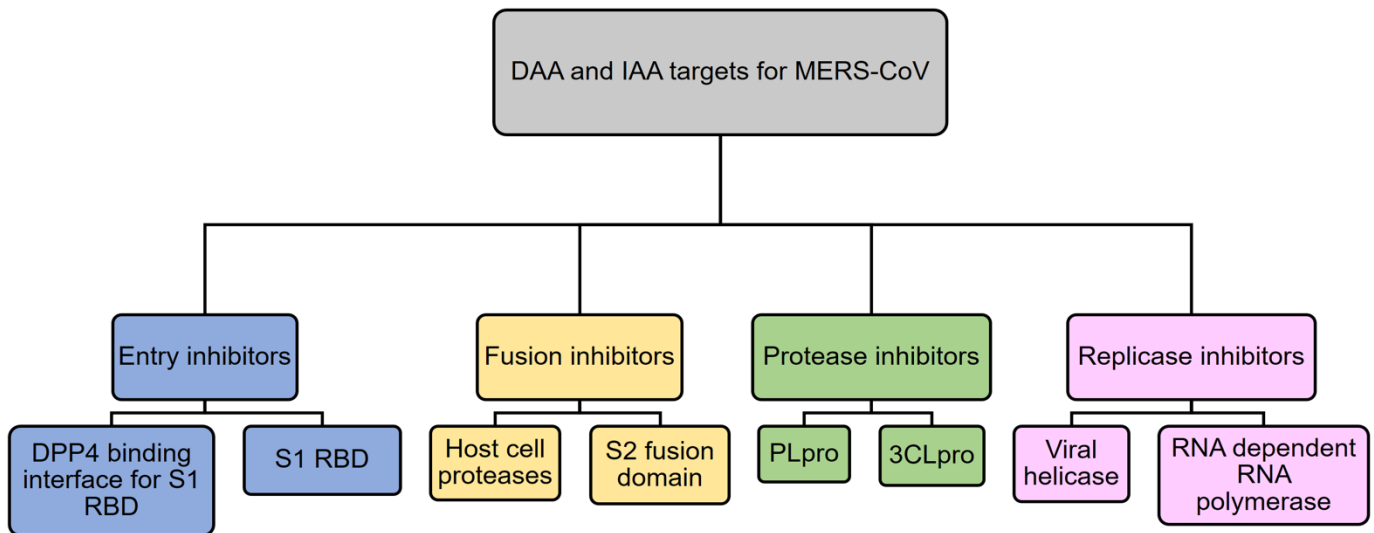 DAA and IAA targets for MERS-CoV
Entry inhibitors
Fusion inhibitors
Protease inhibitors
Replicase inhibitors
DPP4 binding
interface for S1
RBD
S1 RBD
Host cell
proteases
S2 fusion
domain
PLpro
3CLpro
Viral
helicase
RNA dependent
RNA
polymerase